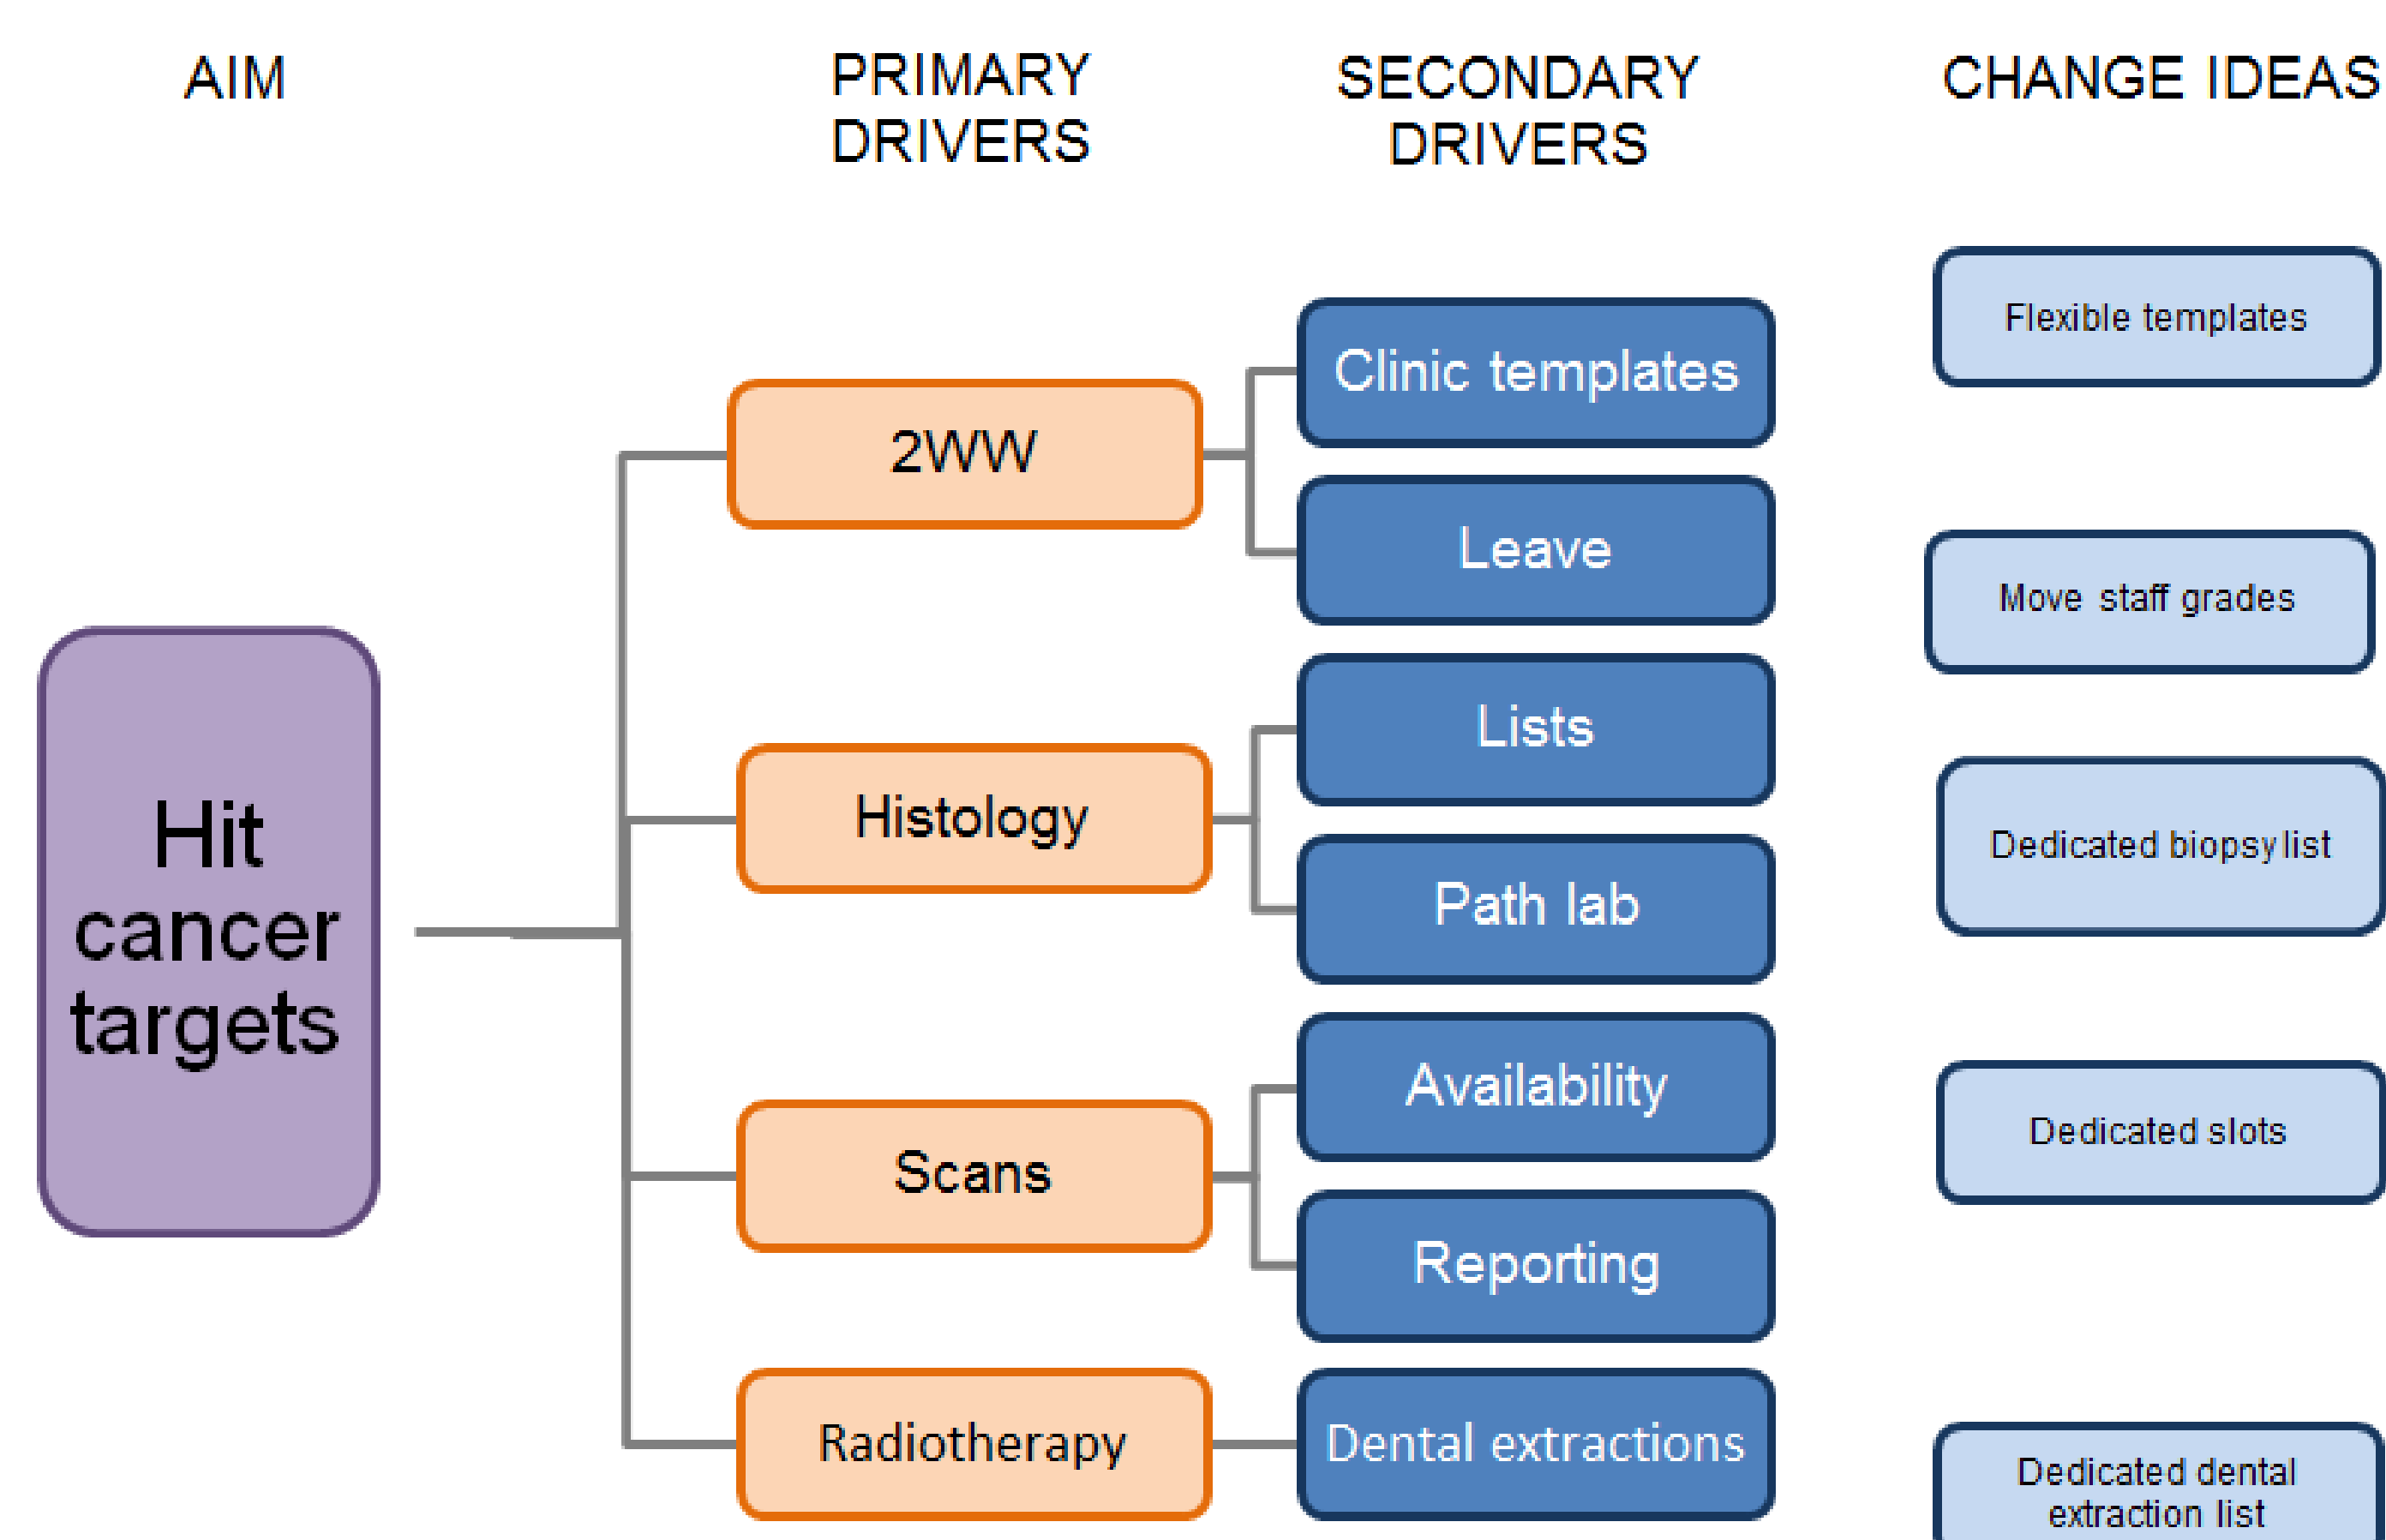 AIM
PRIMARY
DRIVERS
SECONDARY
DRIVERS
CHANGE IDEAS
Hit
cancer
targets
2WW
Histology
Scans
Radiotherapy
Clinic templates
Leave
Lists
Path lab
Availability
Reporting
Dental extractions
Flexible templates
Move staff grades
Dedicated biopsy list
Dedicated slots
Dedicated dental
extraction list